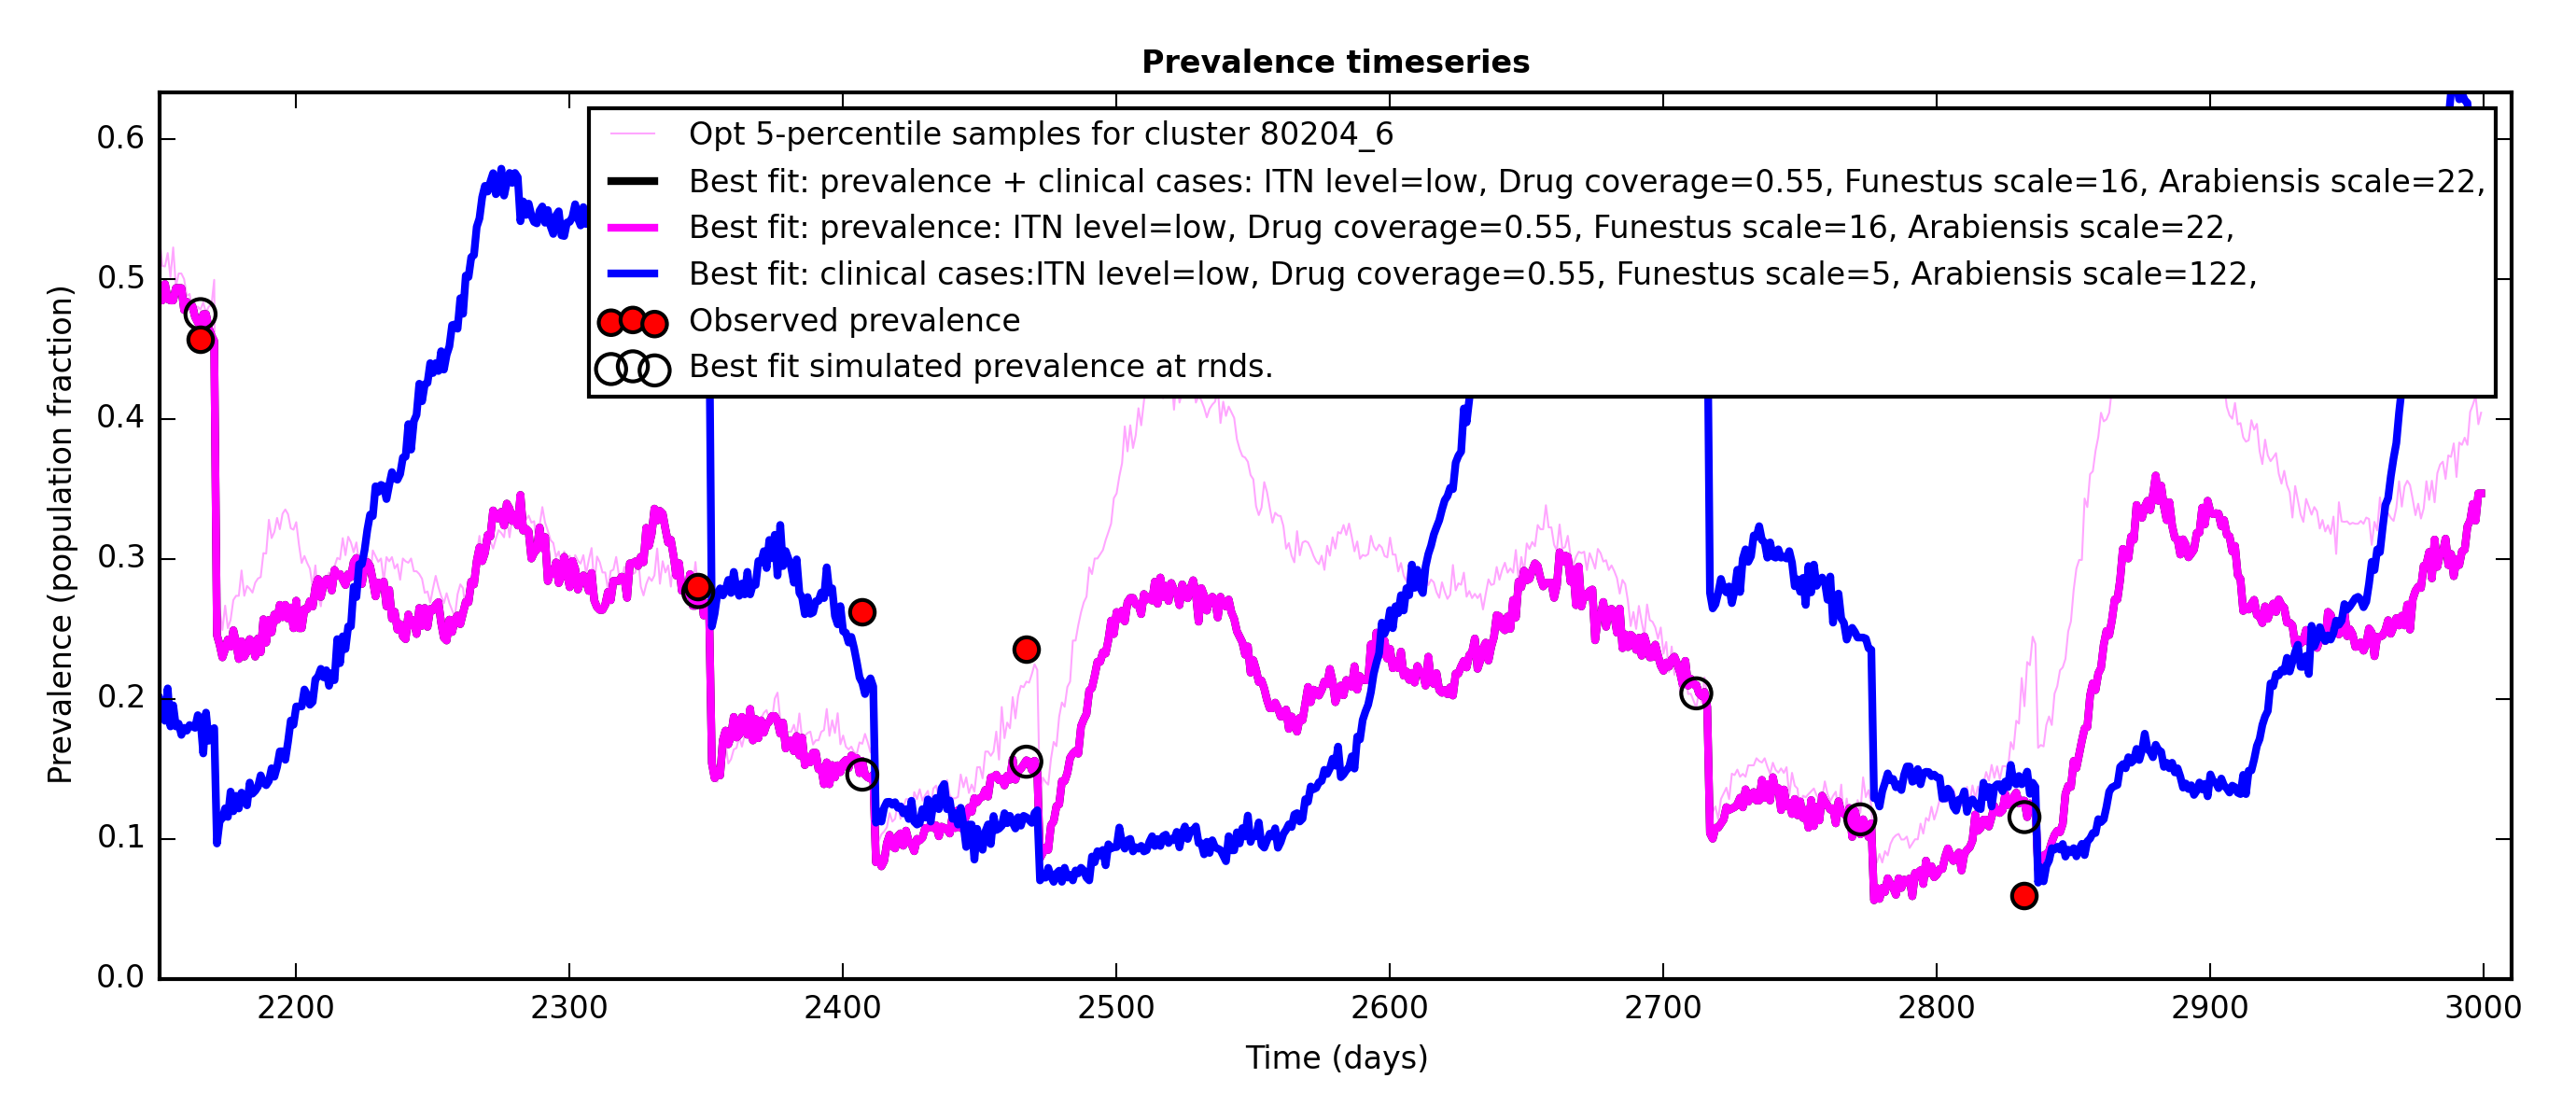 Prevalence timeseries
Opt 5-percentile samples for cluster 80204_6
Best fit: prevalence + clinical cases: ITN level=low, Drug coverage=0.55, Funestus scale=16, Arabiensis scale=22,
Best fit: prevalence: ITN level=low, Drug coverage=0.55, Funestus scale=16, Arabiensis scale=22,
Best fit: clinical cases:ITN level=low, Drug coverage=0.55, Funestus scale=5, Arabiensis scale=122,
Observed prevalence
Best fit simulated prevalence at rnds.
Prevalence (population fraction)
0.6
0.5
0.4
0.3
0.2
0.1
0.0
2200 2300 2400 2500 2600 2700 2800 2900 3000
Time (days)